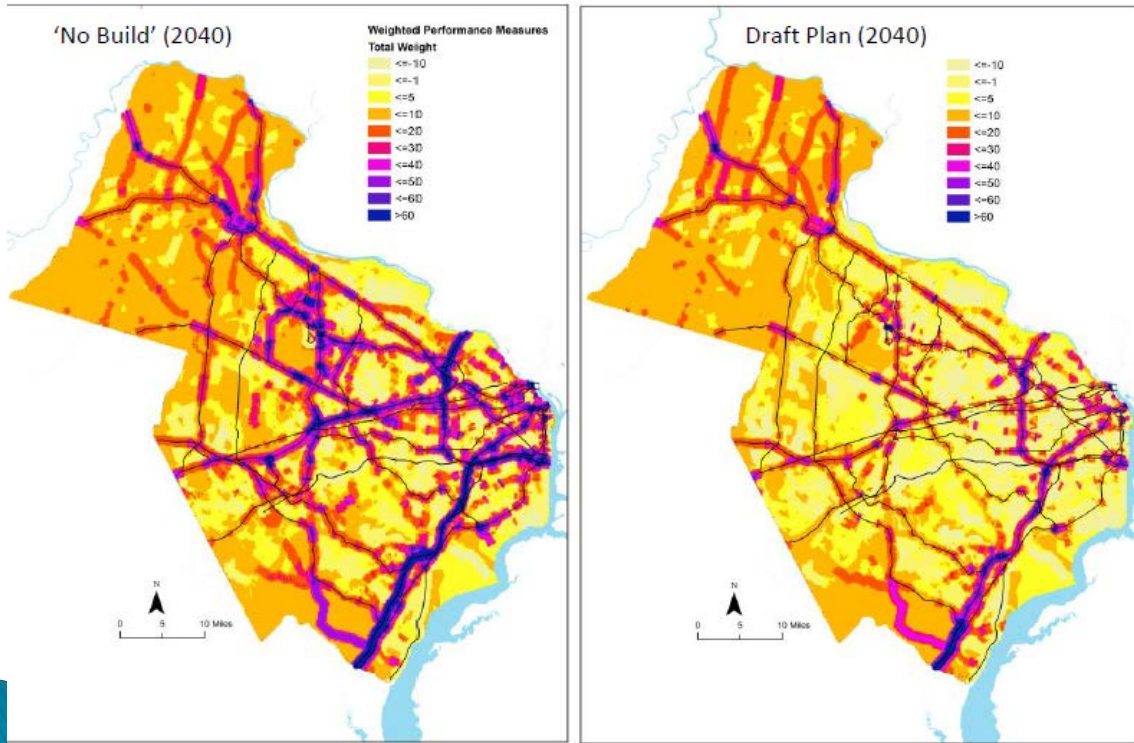 'No Build' (2040)
Weighted Performance Measures
Total Weight
<=-10
<=-1
<=5
<=10
<=20
<=30
<=40
<=50
<=60
>60
N
0 5 10 Miles
Draft Plan (2040)
<=-10
<=-1
<=5
<=10
<=20
<=30
<=40
<=50
<=60
>60
N
0 5 10 Miles